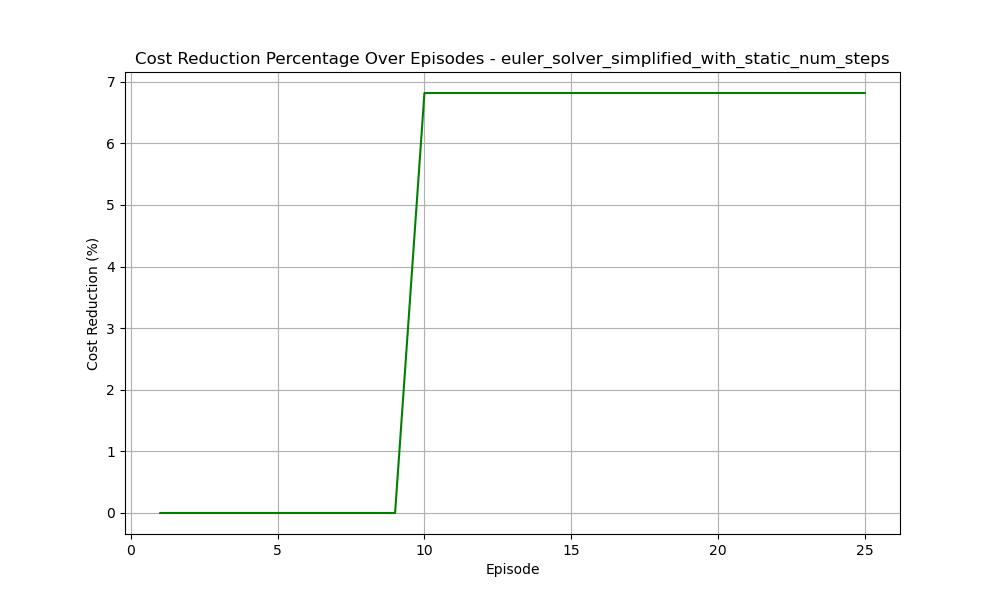 Cost Reduction Percentage Over Episodes - euler_solver_simplified_with_static_num_steps
7
6
5
4
3
2
1
0
Cost Reduction (%)
0 5 10 15 20 25
Episode